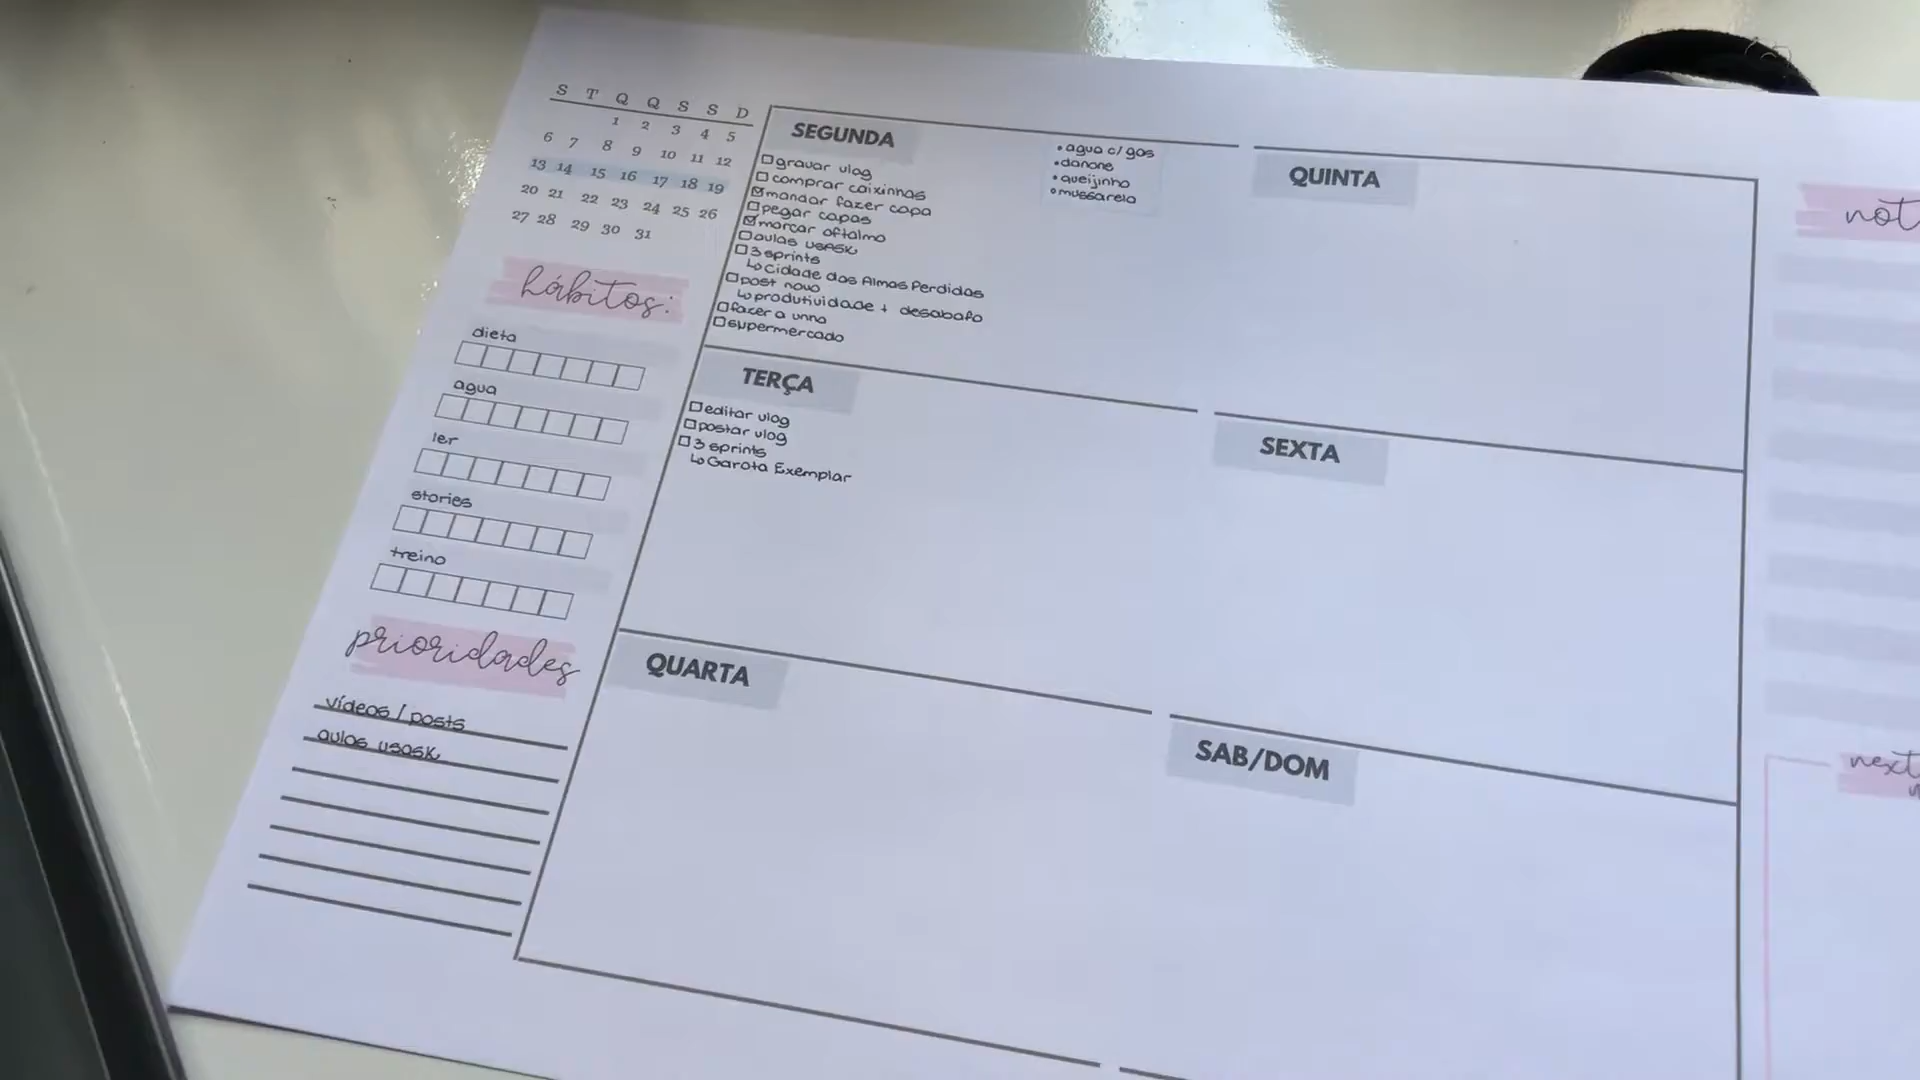 S T Q Q S S D
1 2 3 4 5
6 7 8 9 10 11 12
13 14 15 16 17 18 19
20 21 22 23 24 25 26
27 28 29 30 31
hábitos:
dieta
agua
ler
stories
treino
prioridades
vídeos / posts
aulas usask
SEGUNDA
gravar vlog
comprar caixinhas
mandar fazer capa
pegar capas
marcar oftalmo
aulas usask
3 sprints
↳ Cidade das Almas Perdidas
post novo
↳ produtividade + desabafo
fazer a unha
supermercado
• agua c/ gas
• danone
• queijinho
• mussarela
TERÇA
editar vlog
postar vlog
3 sprints
↳ Garota Exemplar
QUARTA
QUINTA
SEXTA
SAB/DOM
not
next